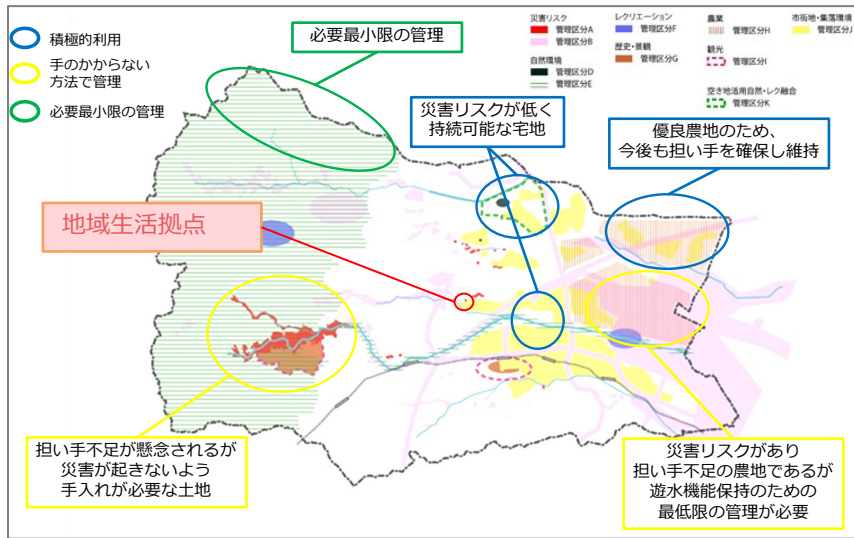 積極的利用
手のかからない
方法で管理
必要最小限の管理
必要最小限の管理
災害リスク
管理区分A
管理区分B
自然環境
管理区分D
管理区分E
レクリエーション
管理区分F
歴史・景観
管理区分G
農業
管理区分H
観光
管理区分I
空き地活用自然・レク融合
管理区分K
市街地・集落環境
管理区分J
災害リスクが低く
持続可能な宅地
優良農地のため、
今後も担い手を確保し維持
地域生活拠点
担い手不足が懸念されるが
災害が起きないよう
手入れが必要な土地
災害リスクがあり
担い手不足の農地であるが
遊水機能保持のための
最低限の管理が必要